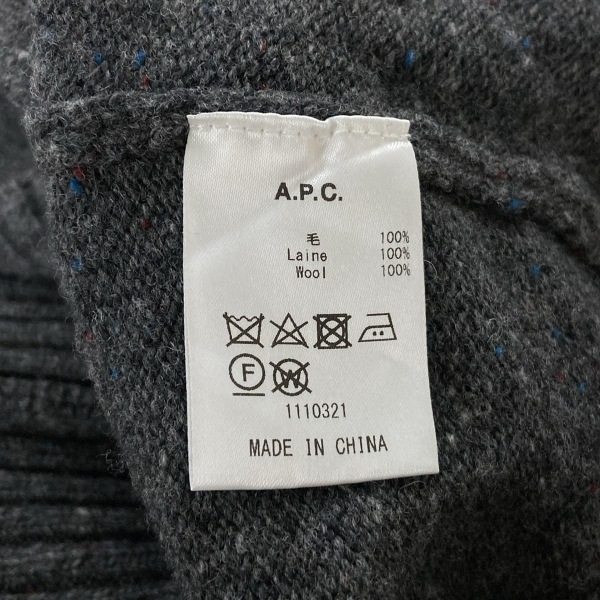 A.P.C.
毛 100%
Laine 100%
Wool 100%
F W
1110321
MADE IN CHINA